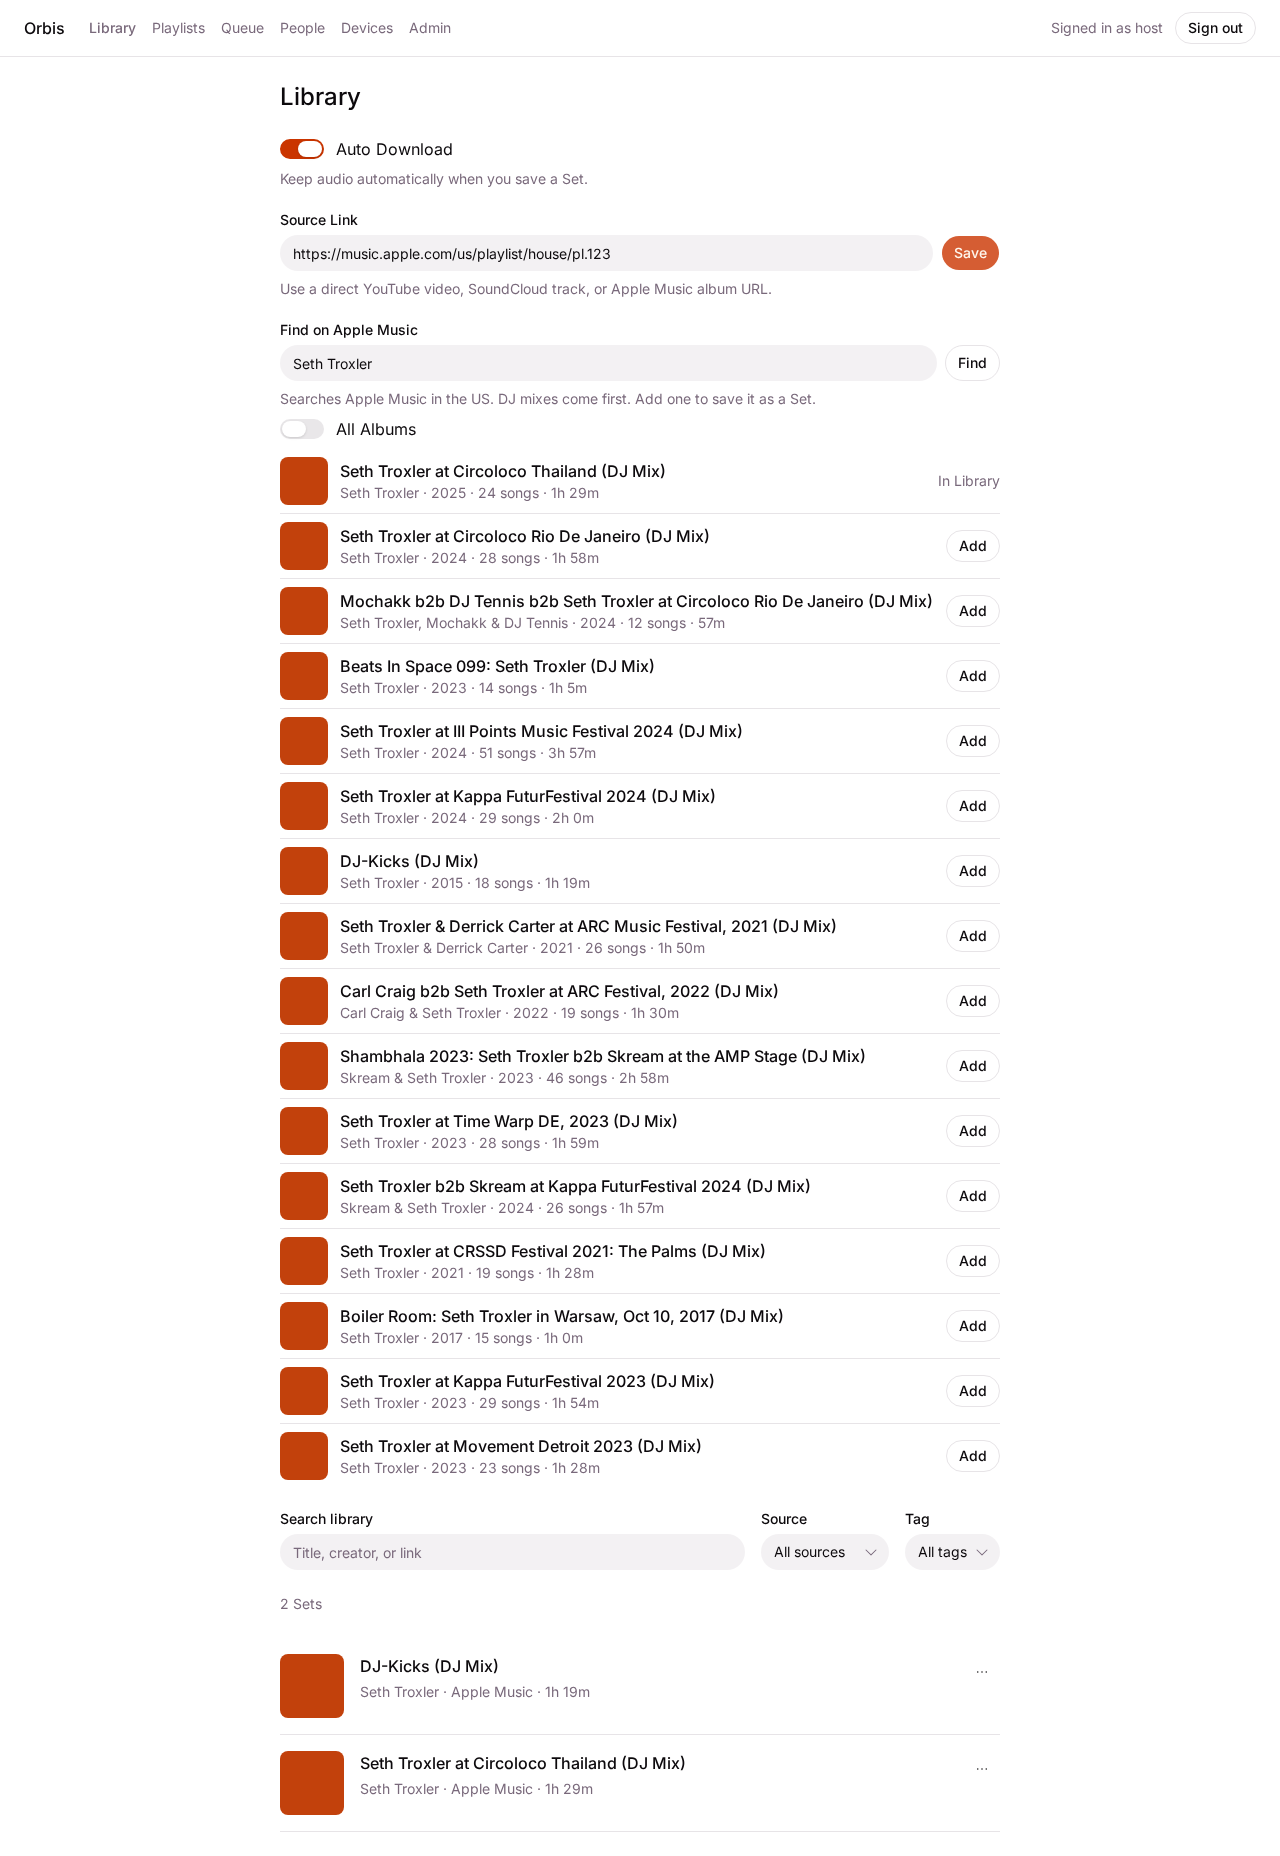 Orbis Library Playlists Queue People Devices Admin Signed in as host Sign out
Library
Auto Download
Keep audio automatically when you save a Set.
Source Link
https://music.apple.com/us/playlist/house/pl.123 Save
Use a direct YouTube video, SoundCloud track, or Apple Music album URL.
Find on Apple Music
Seth Troxler Find
Searches Apple Music in the US. DJ mixes come first. Add one to save it as a Set.
All Albums
Seth Troxler at Circoloco Thailand (DJ Mix)
Seth Troxler · 2025 · 24 songs · 1h 29m
In Library
Seth Troxler at Circoloco Rio De Janeiro (DJ Mix)
Seth Troxler · 2024 · 28 songs · 1h 58m
Add
Mochakk b2b DJ Tennis b2b Seth Troxler at Circoloco Rio De Janeiro (DJ Mix)
Seth Troxler, Mochakk & DJ Tennis · 2024 · 12 songs · 57m
Add
Beats In Space 099: Seth Troxler (DJ Mix)
Seth Troxler · 2023 · 14 songs · 1h 5m
Add
Seth Troxler at III Points Music Festival 2024 (DJ Mix)
Seth Troxler · 2024 · 51 songs · 3h 57m
Add
Seth Troxler at Kappa FuturFestival 2024 (DJ Mix)
Seth Troxler · 2024 · 29 songs · 2h 0m
Add
DJ-Kicks (DJ Mix)
Seth Troxler · 2015 · 18 songs · 1h 19m
Add
Seth Troxler & Derrick Carter at ARC Music Festival, 2021 (DJ Mix)
Seth Troxler & Derrick Carter · 2021 · 26 songs · 1h 50m
Add
Carl Craig b2b Seth Troxler at ARC Festival, 2022 (DJ Mix)
Carl Craig & Seth Troxler · 2022 · 19 songs · 1h 30m
Add
Shambhala 2023: Seth Troxler b2b Skream at the AMP Stage (DJ Mix)
Skream & Seth Troxler · 2023 · 46 songs · 2h 58m
Add
Seth Troxler at Time Warp DE, 2023 (DJ Mix)
Seth Troxler · 2023 · 28 songs · 1h 59m
Add
Seth Troxler b2b Skream at Kappa FuturFestival 2024 (DJ Mix)
Skream & Seth Troxler · 2024 · 26 songs · 1h 57m
Add
Seth Troxler at CRSSD Festival 2021: The Palms (DJ Mix)
Seth Troxler · 2021 · 19 songs · 1h 28m
Add
Boiler Room: Seth Troxler in Warsaw, Oct 10, 2017 (DJ Mix)
Seth Troxler · 2017 · 15 songs · 1h 0m
Add
Seth Troxler at Kappa FuturFestival 2023 (DJ Mix)
Seth Troxler · 2023 · 29 songs · 1h 54m
Add
Seth Troxler at Movement Detroit 2023 (DJ Mix)
Seth Troxler · 2023 · 23 songs · 1h 28m
Add
Search library Source Tag
Title, creator, or link All sources All tags
2 Sets
DJ-Kicks (DJ Mix) ...
Seth Troxler · Apple Music · 1h 19m
Seth Troxler at Circoloco Thailand (DJ Mix) ...
Seth Troxler · Apple Music · 1h 29m